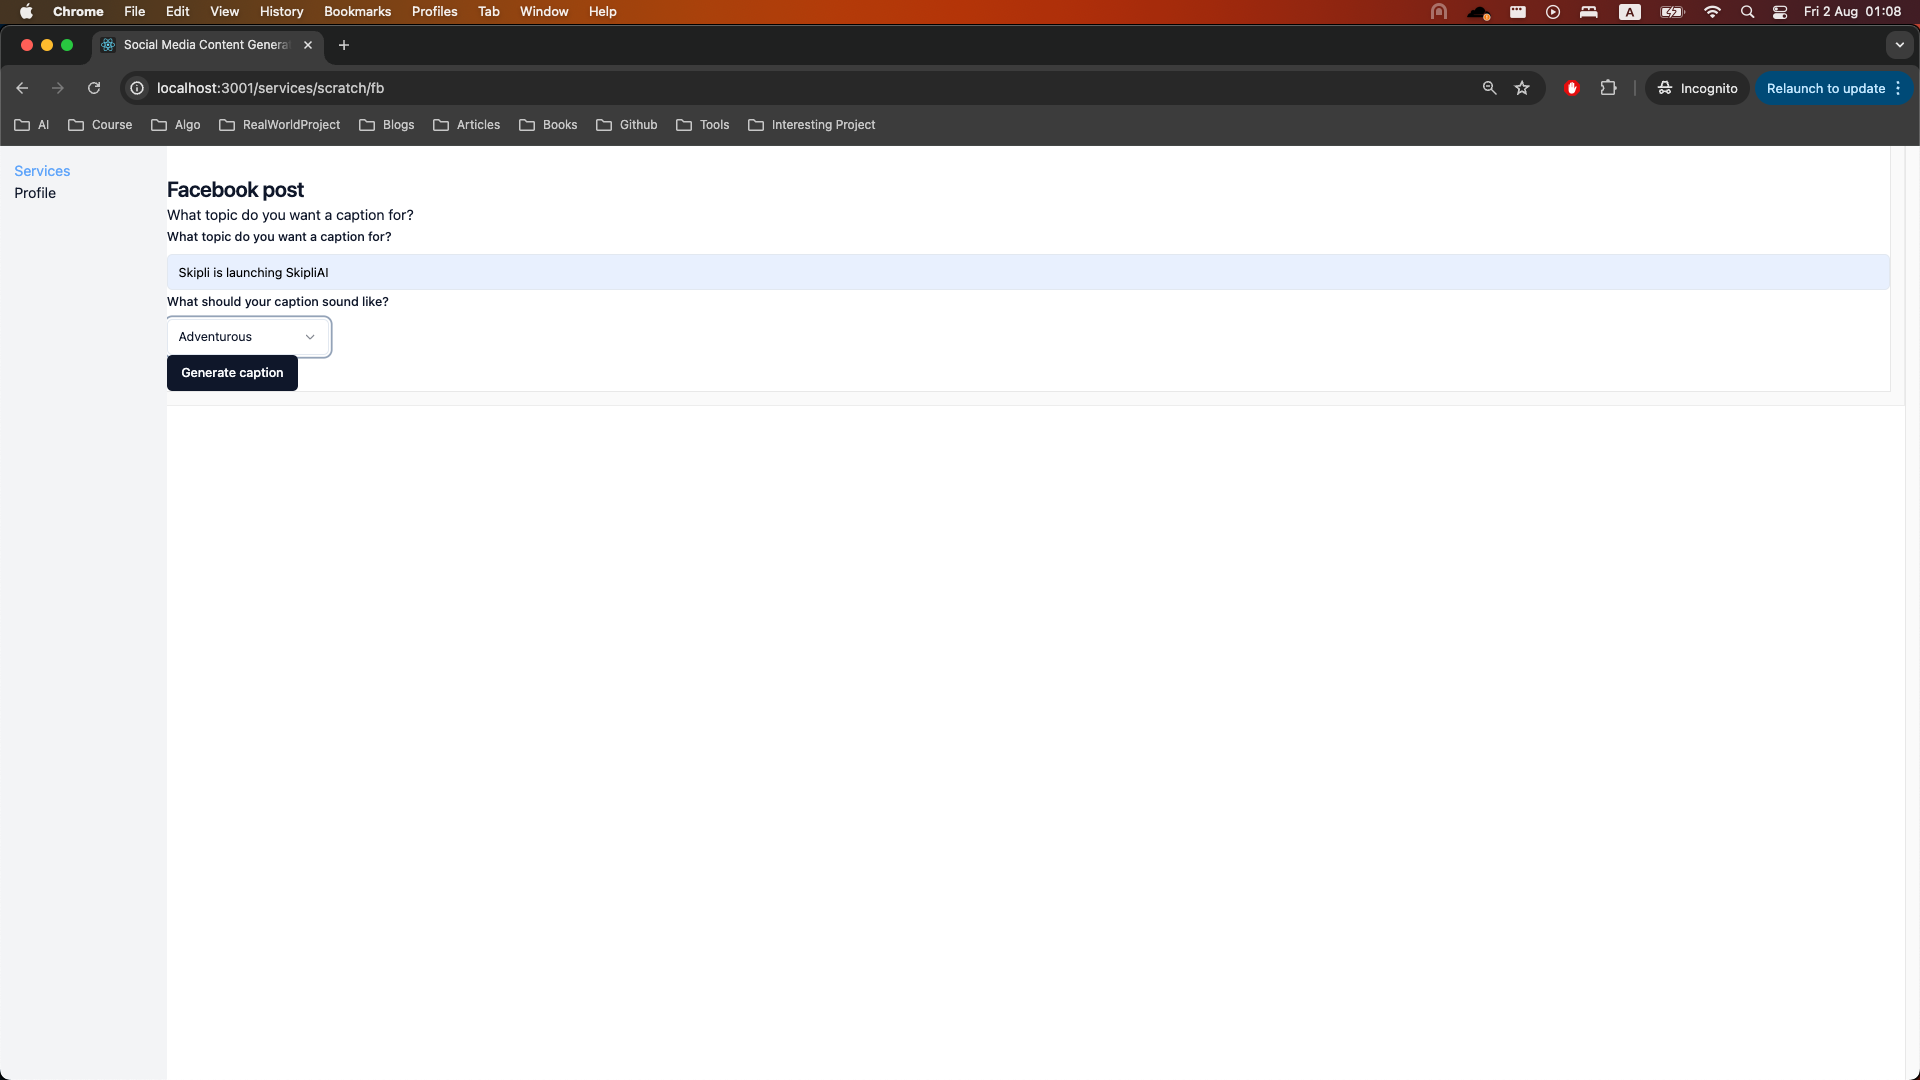 Chrome File Edit View History Bookmarks Profiles Tab Window Help A Fri 2 Aug 01:08
Social Media Content Genera
localhost:3001/services/scratch/fb Incognito Relaunch to update
AI Course Algo RealWorldProject Blogs Articles Books Github Tools Interesting Project
Services
Profile
Facebook post
What topic do you want a caption for?
What topic do you want a caption for?
Skipli is launching SkipliAI
What should your caption sound like?
Adventurous
Generate caption